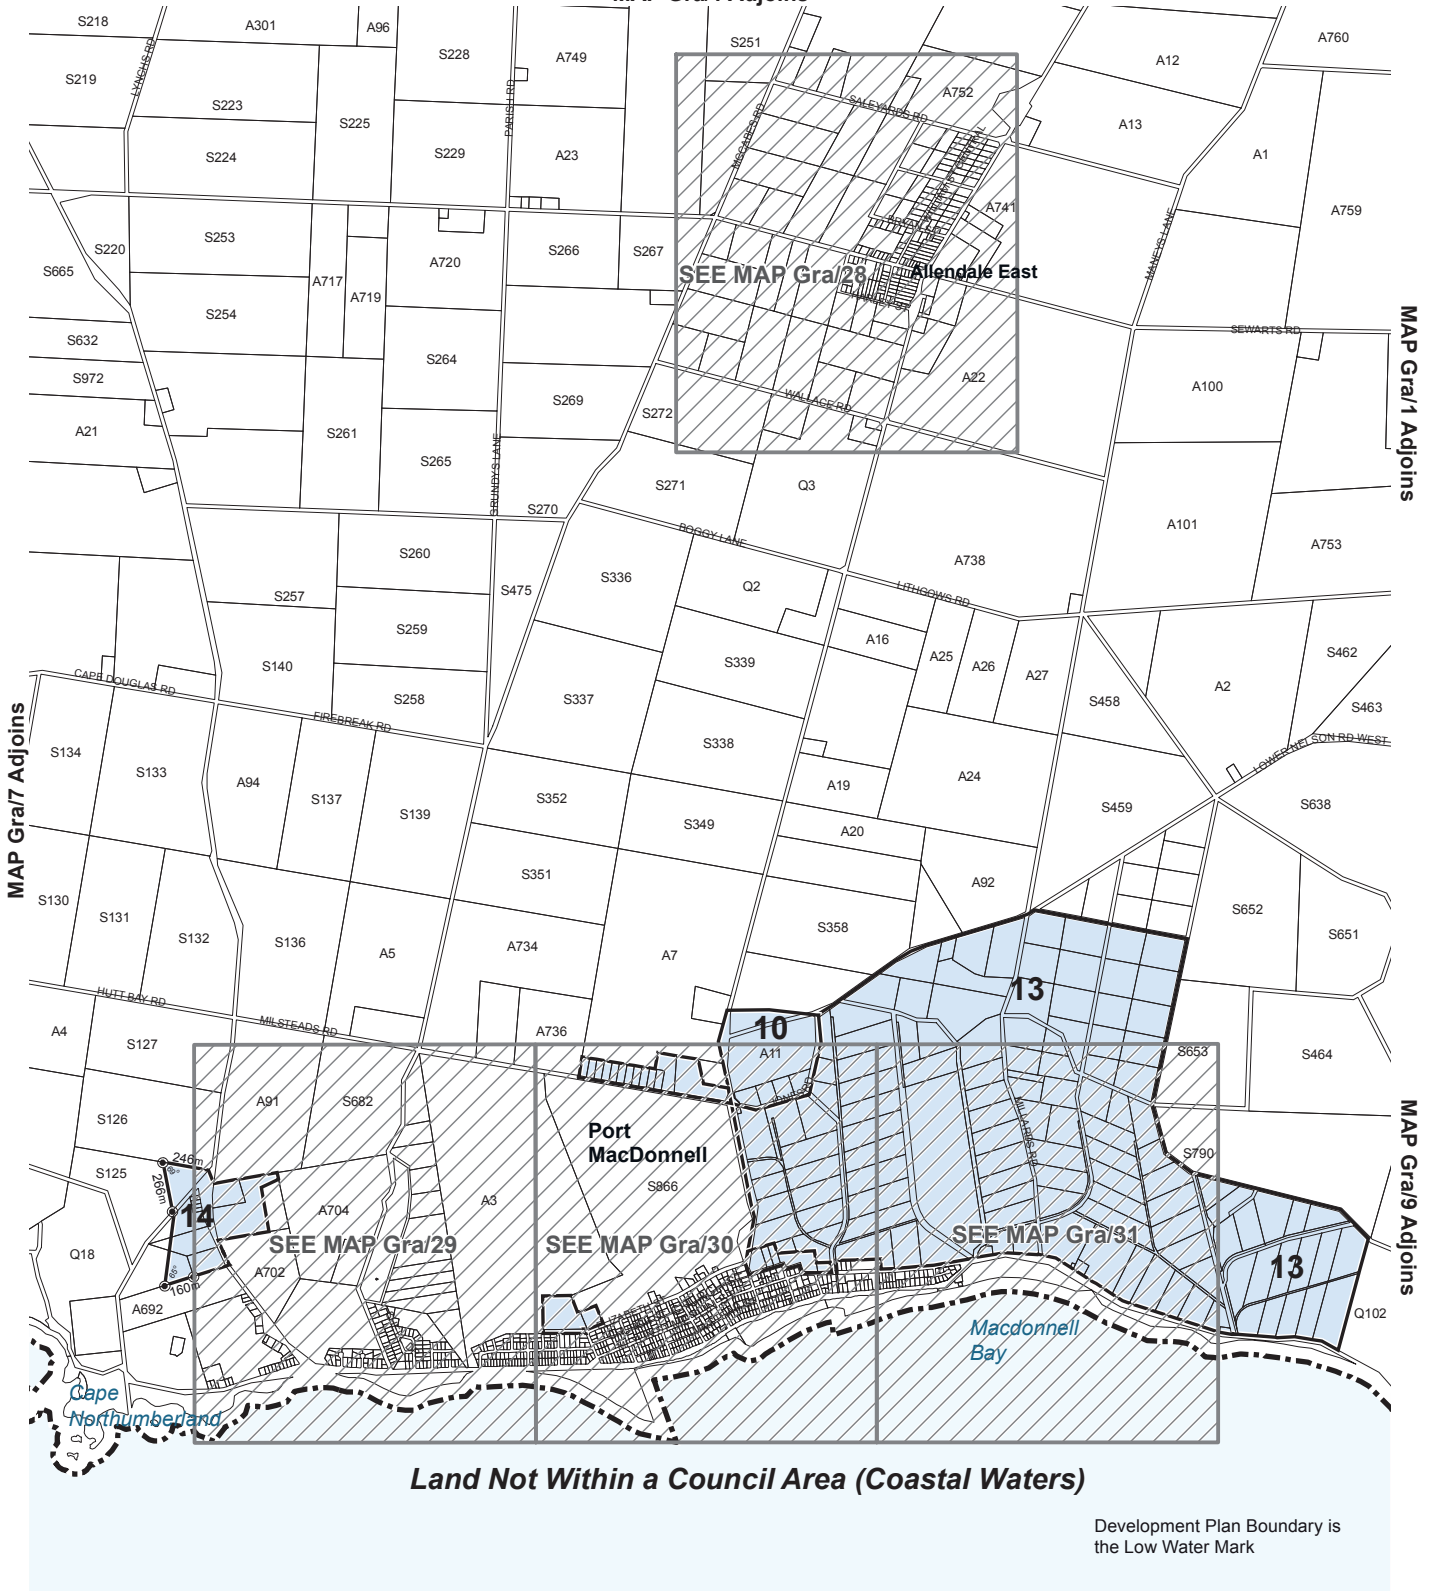 S218
A301
A96
S228
A749
S251
A760
A12
S219
LYNCHS RD
S223
S225
PARISH RD
A752
SALEYARDS RD
A13
S224
S229
A23
MCCABES RD
A1
A741
A759
S253
S220
S665
A717
A719
A720
S266
S267
MANEYS LANE
SEE MAP Gra/28
Allendale East
S254
S632
S264
SEWARTS RD
MAP Gra/1 Adjoins
S972
A22
A100
S269
S272
WALLACE RD
A21
S261
S265
GRUNDYS LANE
S271
Q3
S270
A101
BOGGY LANE
A753
S260
A738
S336
Q2
S475
S257
LITHGOWS RD
S259
A16
S140
S339
A25
A26
A27
S462
A2
CAPE DOUGLAS RD
S258
S337
S458
S463
FIREBREAK RD
MAP Gra/7 Adjoins
S134
S133
A94
S137
S139
S338
LOWER NELSON RD WEST
S352
A19
A24
S459
S638
S349
A20
S351
A92
S130
S131
S132
S136
A5
A734
A7
S358
S652
S651
HUTT BAY RD
MILSTEADS RD
13
A4
S127
A736
10
A11
S653
S464
A91
S682
S126
Port
MacDonnell
MILLARDS RD
MAP Gra/9 Adjoins
S125
246m
89°
266m
S866
S790
14
A704
A3
Q18
SEE MAP Gra/29
SEE MAP Gra/30
SEE MAP Gra/31
A702
65°
160m
13
A692
Q102
Macdonnell
Bay
Cape
Northumberland
Land Not Within a Council Area (Coastal Waters)
Development Plan Boundary is
the Low Water Mark